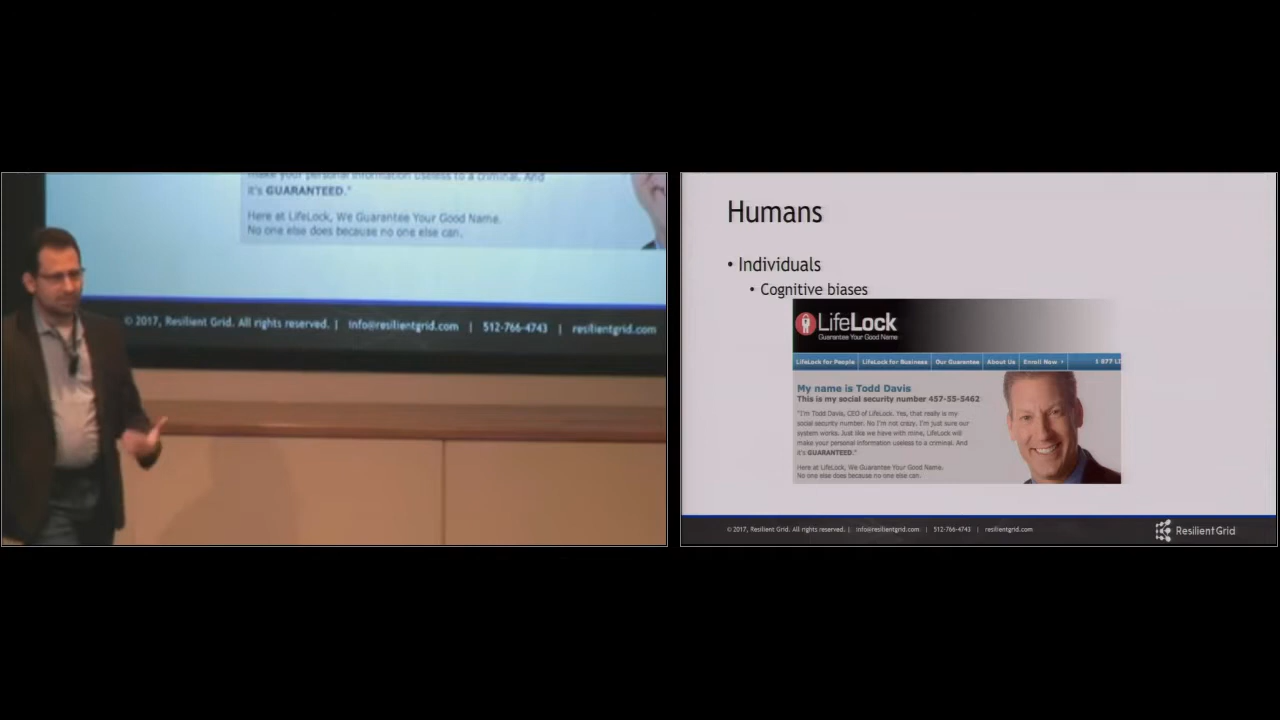 make your personal information useless to a criminal. And
it's GUARANTEED."
Here at LifeLock, We Guarantee Your Good Name.
No one else does because no one else can.
© 2017, Resilient Grid. All rights reserved. | info@resilientgrid.com | 512-766-4743 | resilientgrid.com
Humans
• Individuals
• Cognitive biases
LifeLock
Guarantee Your Good Name
LifeLock for People | LifeLock for Business | Our Guarantee | About Us | Enroll Now › 1 877 LI
My name is Todd Davis
This is my social security number 457-55-5462
"I'm Todd Davis, CEO of LifeLock. Yes, that really is my
social security number. No I'm not crazy, I'm just sure our
system works. Just like we have with mine, LifeLock will
make your personal information useless to a criminal. And
it's GUARANTEED."
Here at LifeLock, We Guarantee Your Good Name.
No one else does because no one else can.
© 2017, Resilient Grid. All rights reserved. | info@resilientgrid.com | 512-766-4743 | resilientgrid.com
ResilientGrid